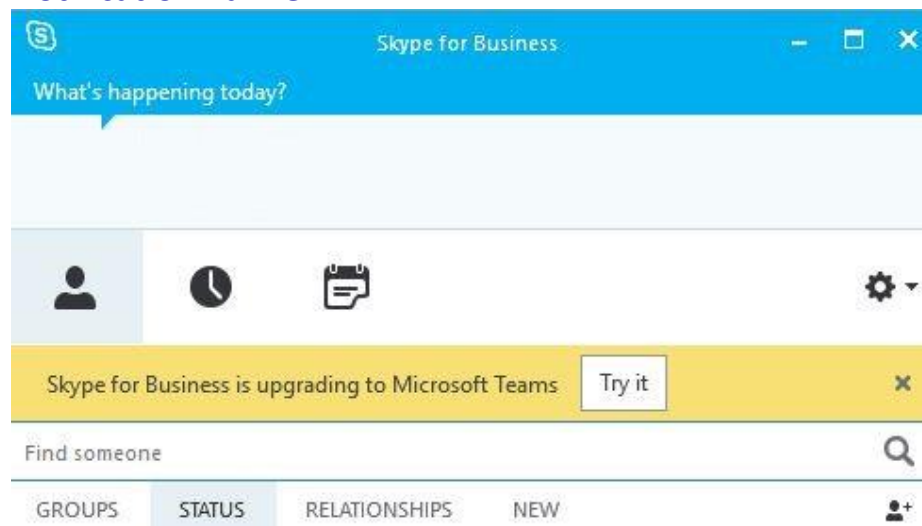 Skype for Business
What's happening today?
Skype for Business is upgrading to Microsoft Teams Try it
Find someone
GROUPS STATUS RELATIONSHIPS NEW